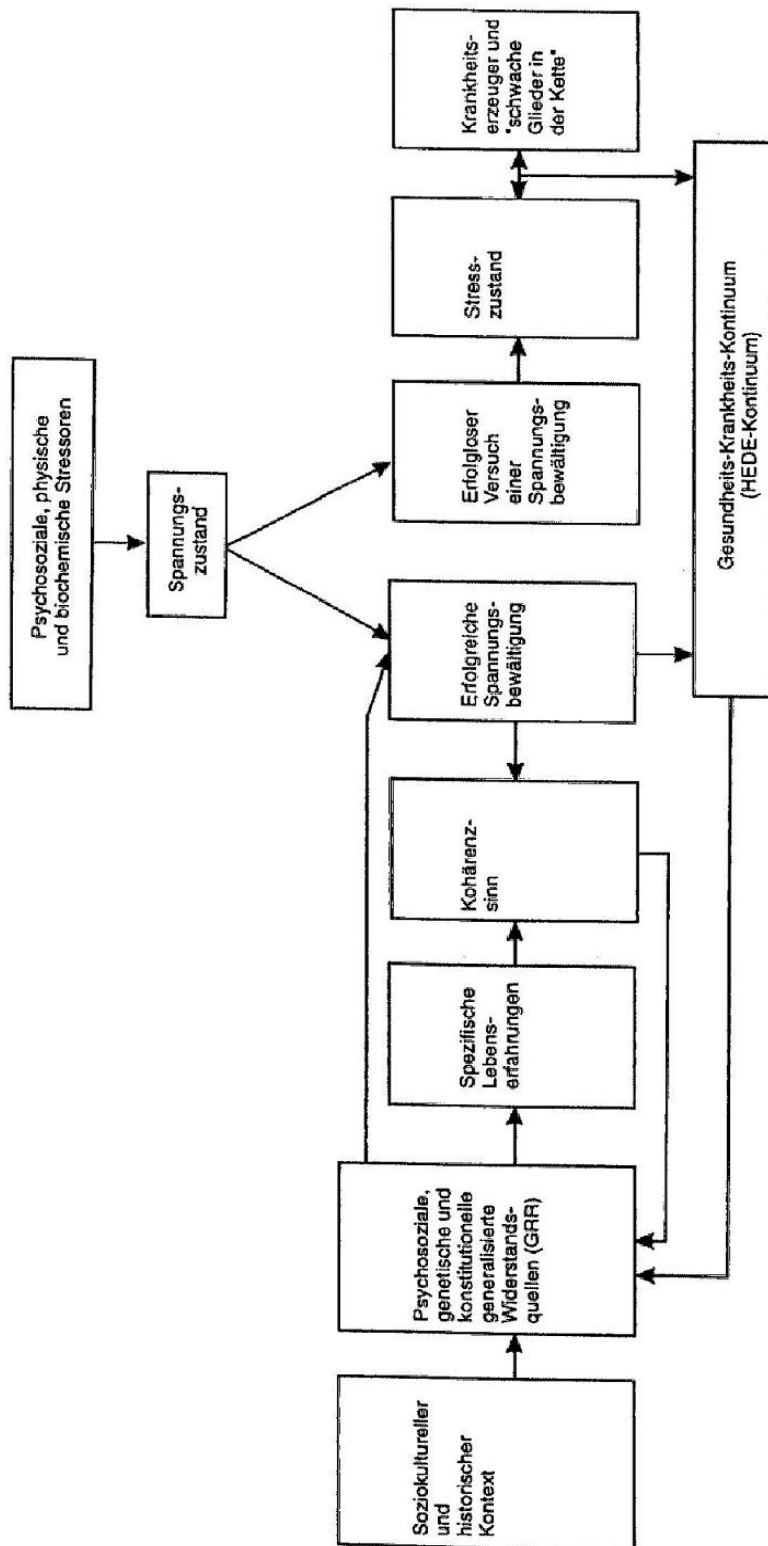 Psychosoziale, physische
und biochemische Stressoren
Spannungs-
zustand
Soziokultureller
und
historischer
Kontext
Psychosoziale,
genetische und
konstitutionelle
generalisierte
Widerstands-
quellen (GRR)
Spezifische
Lebens-
erfahrungen
Kohärenz-
sinn
Erfolgreiche
Spannungs-
bewältigung
Erfolgloser
Versuch
einer
Spannungs-
bewältigung
Stress-
zustand
Krankheits-
erzeuger und
"schwache
Glieder in
der Kette"
Gesundheits-Krankheits-Kontinuum
(HEDE-Kontinuum)